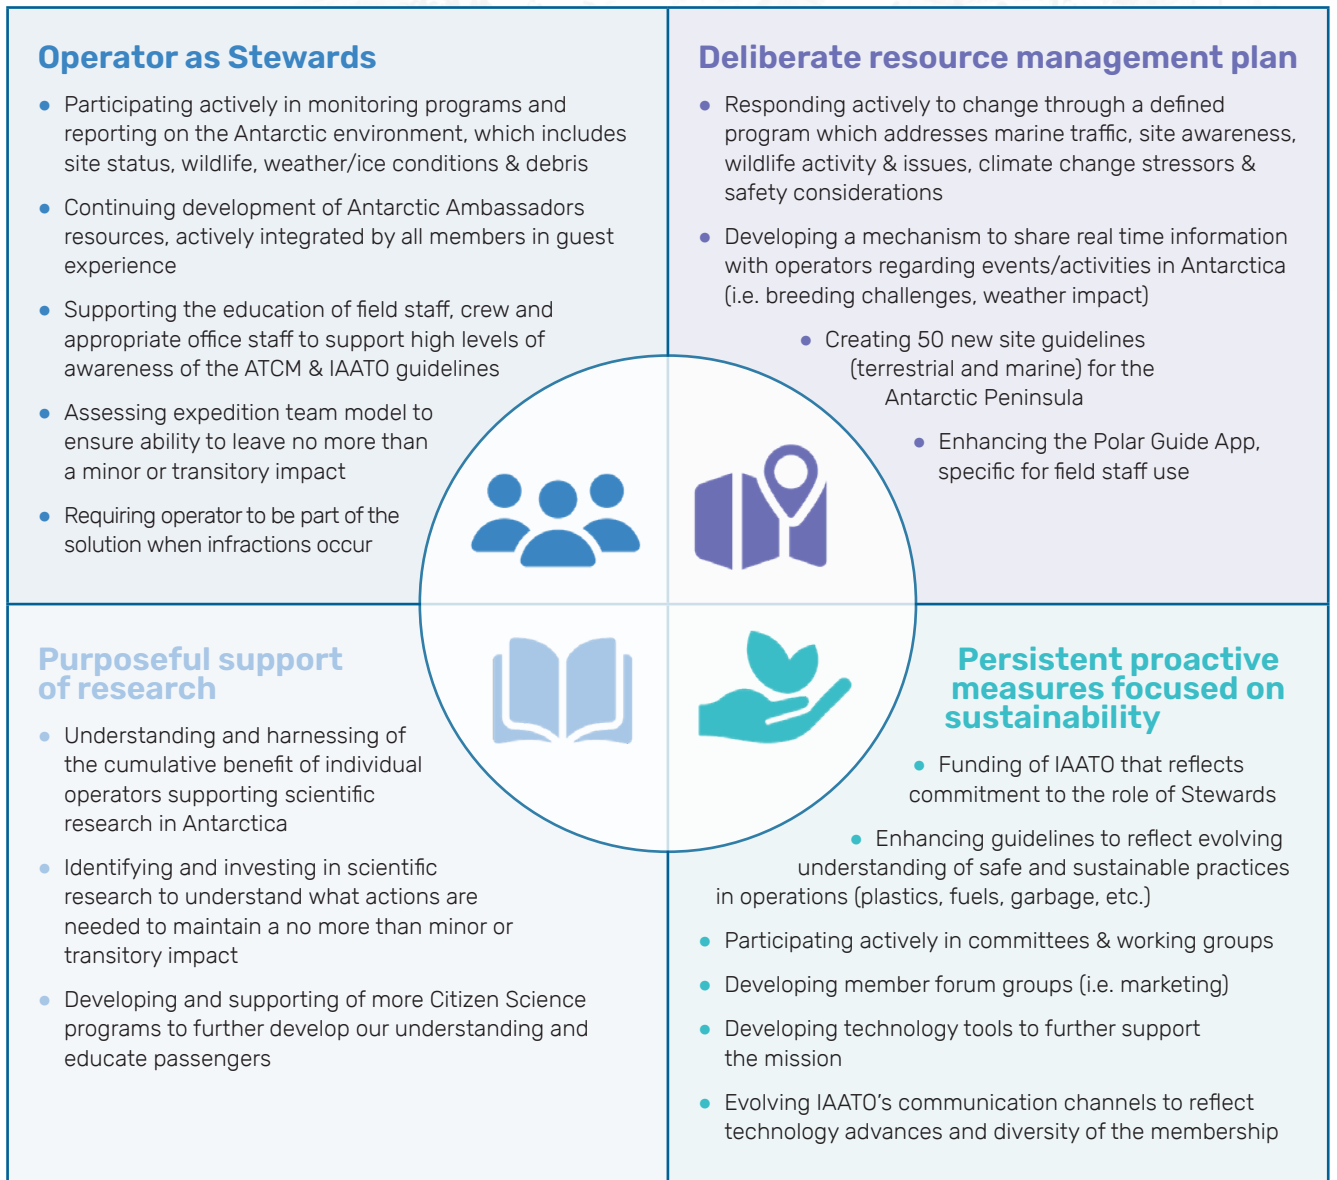 Operator as Stewards
● Participating actively in monitoring programs and
reporting on the Antarctic environment, which includes
site status, wildlife, weather/ice conditions & debris
● Continuing development of Antarctic Ambassadors
resources, actively integrated by all members in guest
experience
● Supporting the education of field staff, crew and
appropriate office staff to support high levels of
awareness of the ATCM & IAATO guidelines
● Assessing expedition team model to
ensure ability to leave no more than
a minor or transitory impact
● Requiring operator to be part of the
solution when infractions occur
Deliberate resource management plan
● Responding actively to change through a defined
program which addresses marine traffic, site awareness,
wildlife activity & issues, climate change stressors &
safety considerations
● Developing a mechanism to share real time information
with operators regarding events/activities in Antarctica
(i.e. breeding challenges, weather impact)
● Creating 50 new site guidelines
(terrestrial and marine) for the
Antarctic Peninsula
● Enhancing the Polar Guide App,
specific for field staff use
Purposeful support
of research
● Understanding and harnessing of
the cumulative benefit of individual
operators supporting scientific
research in Antarctica
● Identifying and investing in scientific
research to understand what actions are
needed to maintain a no more than minor or
transitory impact
● Developing and supporting of more Citizen Science
programs to further develop our understanding and
educate passengers
Persistent proactive
measures focused on
sustainability
● Funding of IAATO that reflects
commitment to the role of Stewards
● Enhancing guidelines to reflect evolving
understanding of safe and sustainable practices
in operations (plastics, fuels, garbage, etc.)
● Participating actively in committees & working groups
● Developing member forum groups (i.e. marketing)
● Developing technology tools to further support
the mission
● Evolving IAATO's communication channels to reflect
technology advances and diversity of the membership